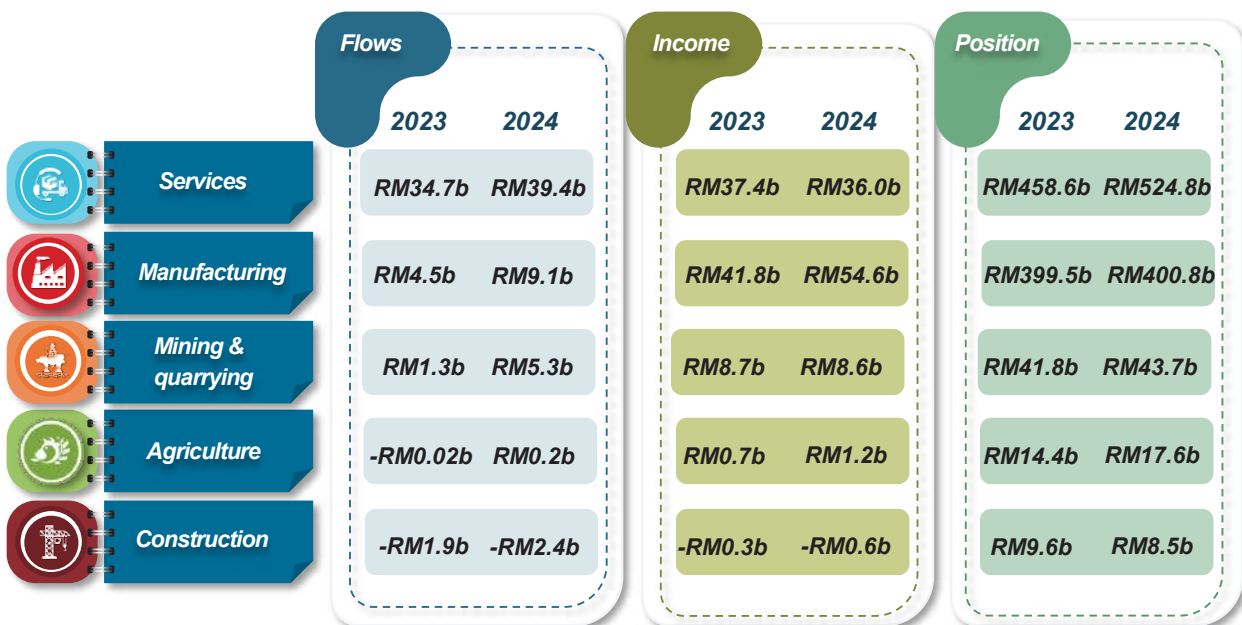 Flows
Income
Position
2023 2024
2023 2024
2023 2024
Services
RM34.7b RM39.4b
RM37.4b RM36.0b
RM458.6b RM524.8b
Manufacturing
RM4.5b RM9.1b
RM41.8b RM54.6b
RM399.5b RM400.8b
Mining &
quarrying
RM1.3b RM5.3b
RM8.7b RM8.6b
RM41.8b RM43.7b
Agriculture
-RM0.02b RM0.2b
RM0.7b RM1.2b
RM14.4b RM17.6b
Construction
-RM1.9b -RM2.4b
-RM0.3b -RM0.6b
RM9.6b RM8.5b